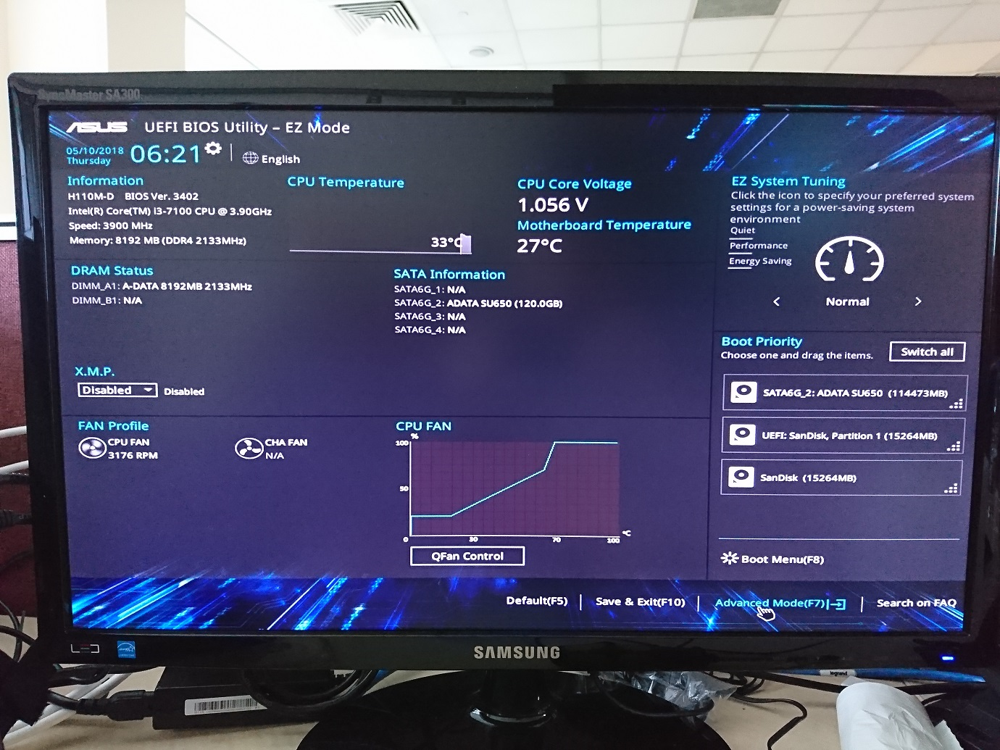 SyncMaster SA300
ASUS UEFI BIOS Utility – EZ Mode
05/10/2018
Thursday
06:21
English
Information
H110M-D BIOS Ver. 3402
Intel(R) Core(TM) i3-7100 CPU @ 3.90GHz
Speed: 3900 MHz
Memory: 8192 MB (DDR4 2133MHz)
CPU Temperature
33°C
CPU Core Voltage
1.056 V
Motherboard Temperature
27°C
EZ System Tuning
Click the icon to specify your preferred system
settings for a power-saving system
environment
Quiet
Performance
Energy Saving
< Normal >
DRAM Status
DIMM_A1: A-DATA 8192MB 2133MHz
DIMM_B1: N/A
SATA Information
SATA6G_1: N/A
SATA6G_2: ADATA SU650 (120.0GB)
SATA6G_3: N/A
SATA6G_4: N/A
X.M.P.
Disabled Disabled
Boot Priority
Choose one and drag the items.
Switch all
SATA6G_2: ADATA SU650 (114473MB)
UEFI: SanDisk, Partition 1 (15264MB)
SanDisk (15264MB)
Boot Menu(F8)
FAN Profile
CPU FAN
3176 RPM
CHA FAN
N/A
CPU FAN
%
100
50
0 30 70 100
°C
QFan Control
Default(F5) | Save & Exit(F10) | Advanced Mode(F7) | Search on FAQ
SAMSUNG
legrand